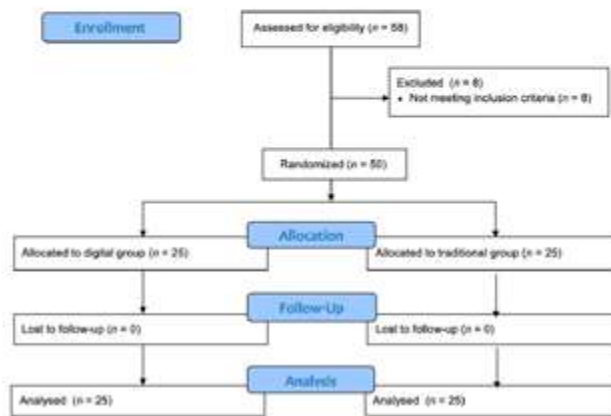 Enrollment
Assessed for eligibility (n = 58)
Excluded (n = 8)
• Not meeting inclusion criteria (n = 8)
Randomized (n = 50)
Allocation
Allocated to digital group (n = 25)
Allocated to traditional group (n = 25)
Follow-Up
Lost to follow-up (n = 0)
Lost to follow-up (n = 0)
Analysis
Analysed (n = 25)
Analysed (n = 25)